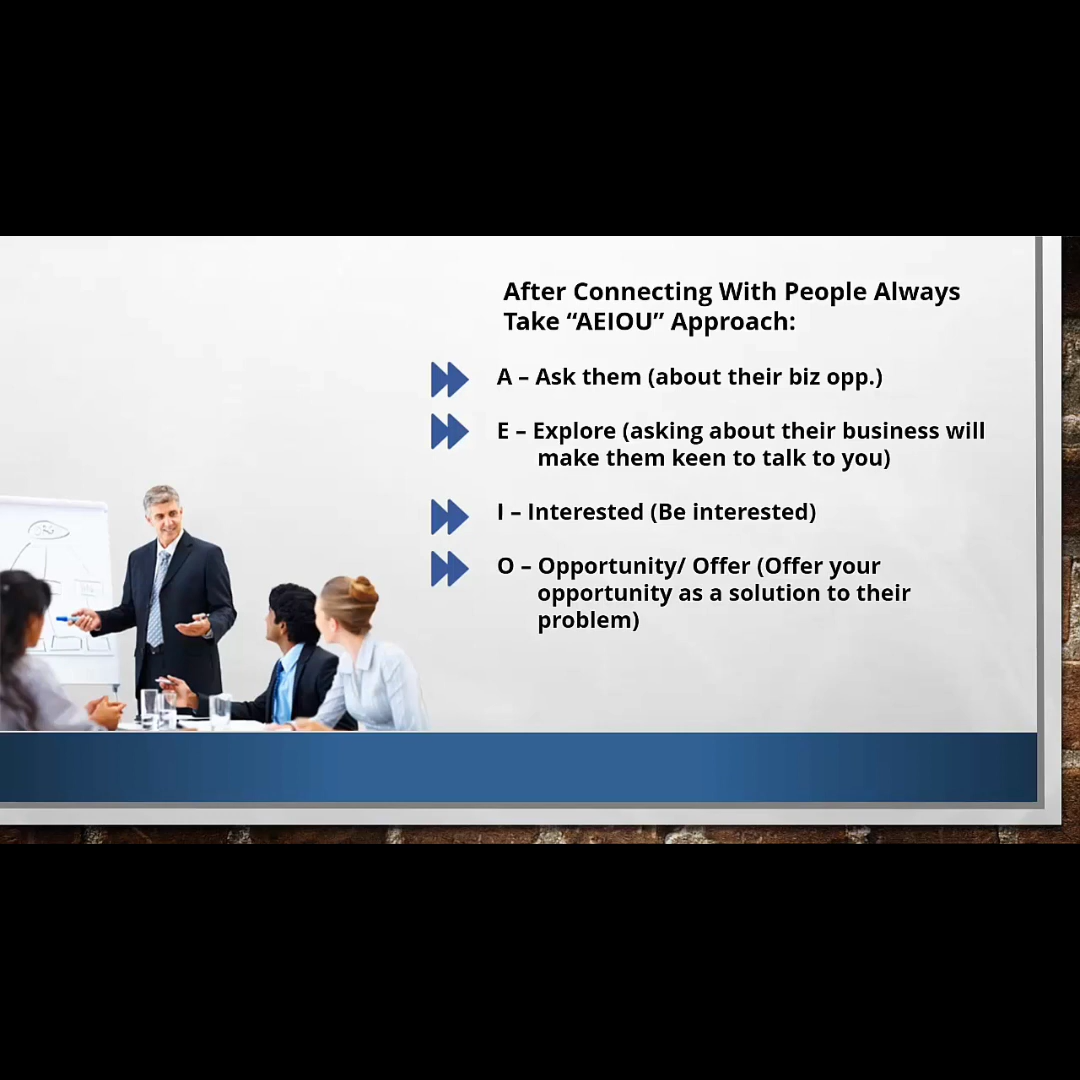 After Connecting With People Always
Take “AEIOU” Approach:
A – Ask them (about their biz opp.)
E – Explore (asking about their business will
make them keen to talk to you)
I – Interested (Be interested)
O – Opportunity/ Offer (Offer your
opportunity as a solution to their
problem)